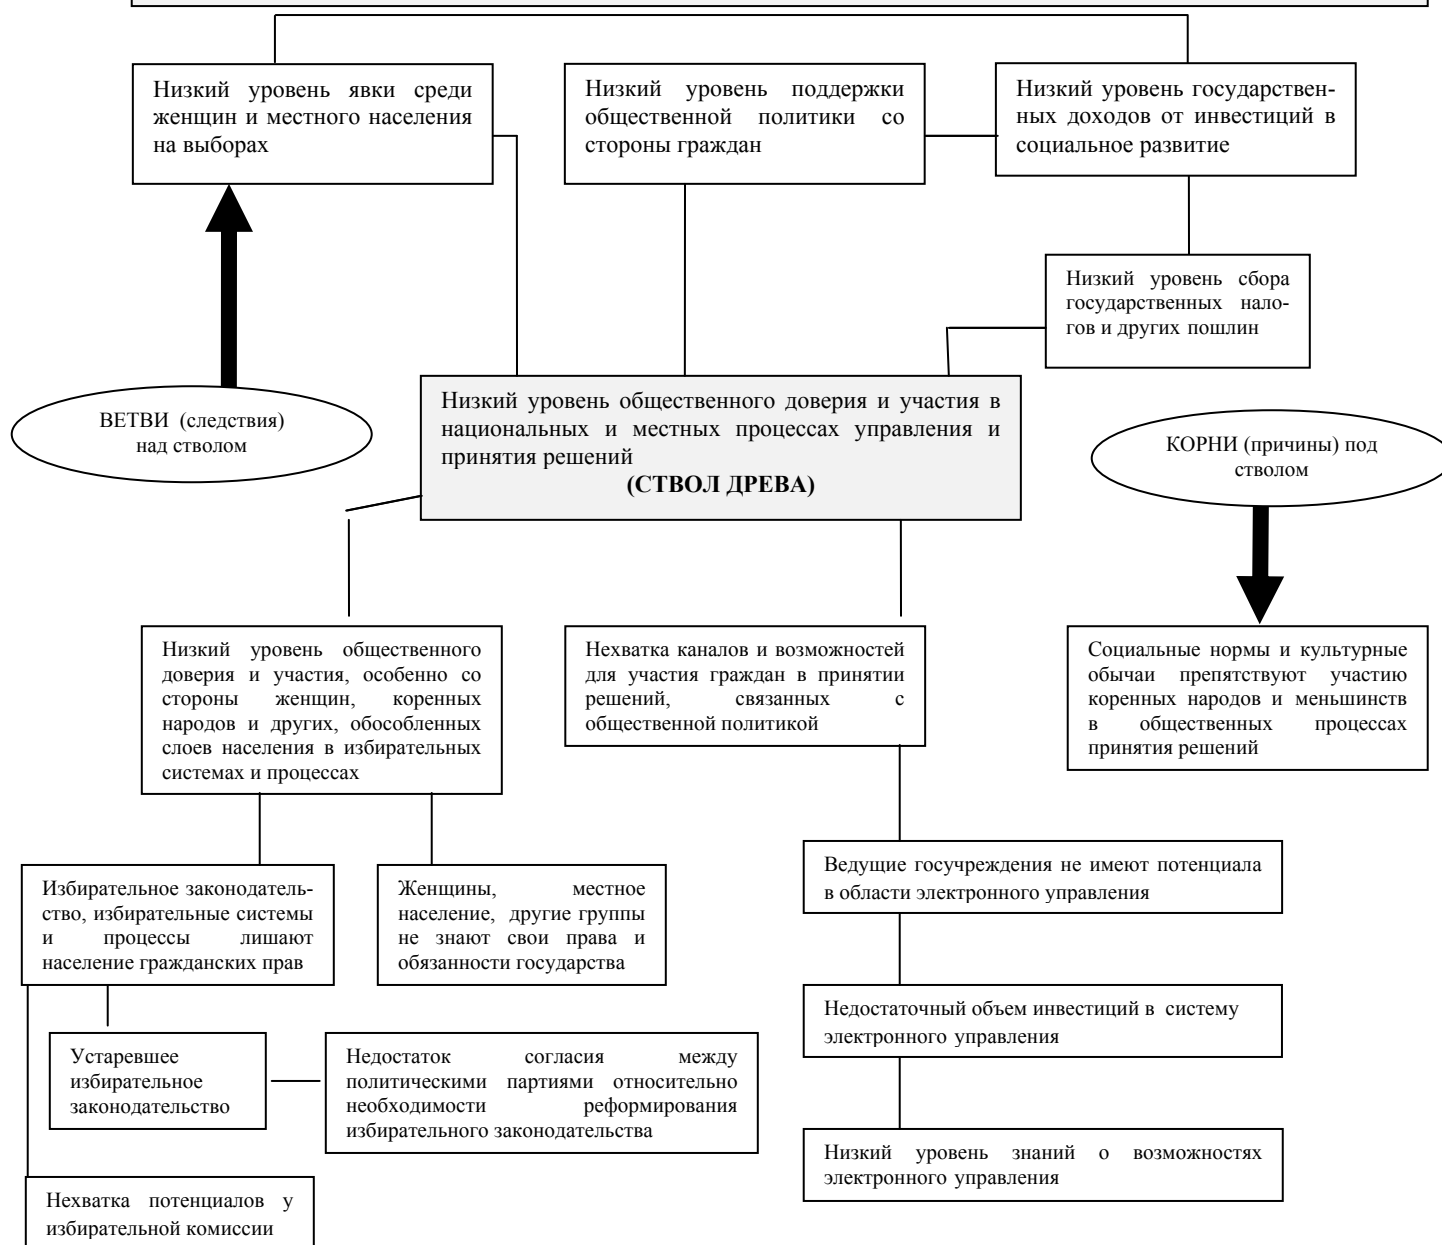 Низкий уровень явки среди
женщин и местного населения
на выборах
Низкий уровень поддержки
общественной политики со
стороны граждан
Низкий уровень государствен-
ных доходов от инвестиций в
социальное развитие
Низкий уровень сбора
государственных нало-
гов и других пошлин
ВЕТВИ (следствия)
над стволом
Низкий уровень общественного доверия и участия в
национальных и местных процессах управления и
принятия решений
(СТВОЛ ДРЕВА)
КОРНИ (причины) под
стволом
Низкий уровень общественного
доверия и участия, особенно со
стороны женщин, коренных
народов и других, обособленных
слоев населения в избирательных
системах и процессах
Нехватка каналов и возможностей
для участия граждан в принятии
решений, связанных с
общественной политикой
Социальные нормы и культурные
обычаи препятствуют участию
коренных народов и меньшинств
в общественных процессах
принятия решений
Избирательное законодатель-
ство, избирательные системы
и процессы лишают
население гражданских прав
Женщины, местное
население, другие группы
не знают свои права и
обязанности государства
Ведущие госучреждения не имеют потенциала
в области электронного управления
Недостаточный объем инвестиций в систему
электронного управления
Устаревшее
избирательное
законодательство
Недостаток согласия между
политическими партиями относительно
необходимости реформирования
избирательного законодательства
Низкий уровень знаний о возможностях
электронного управления
Нехватка потенциалов у
избирательной комиссии